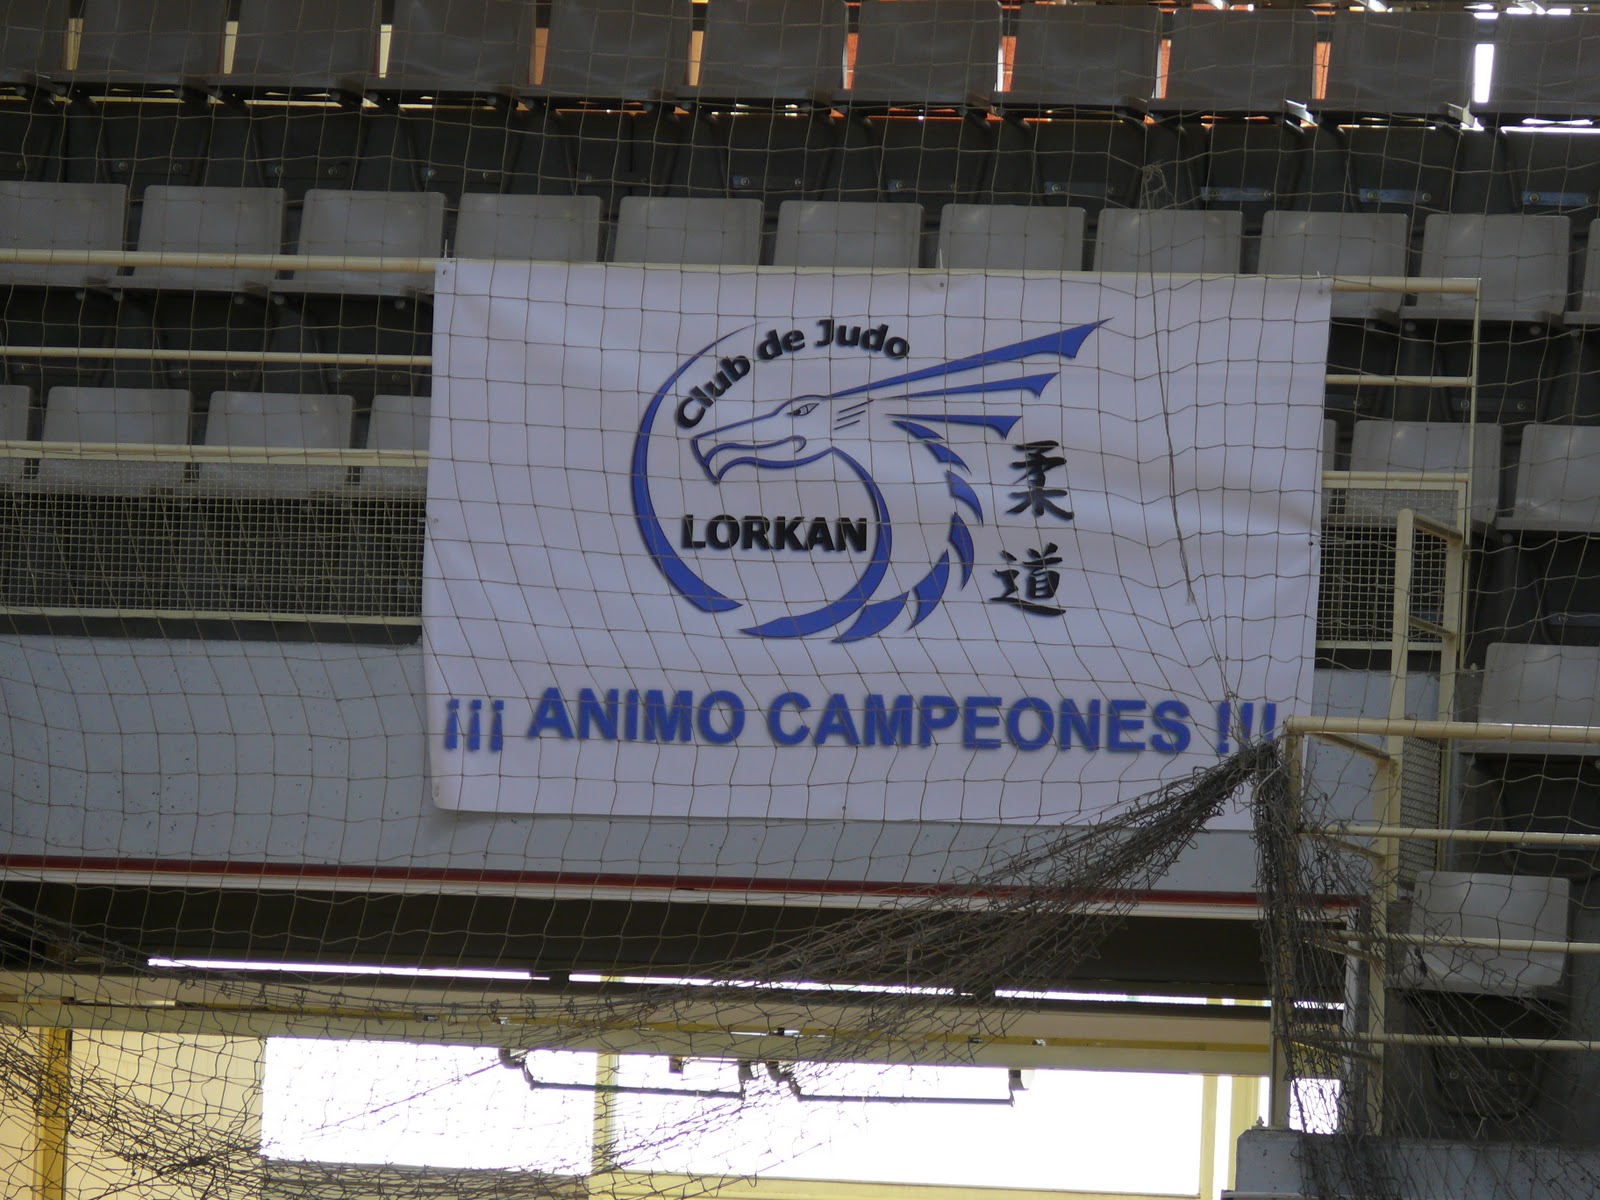 Club de Judo
LORKAN
柔
道
¡¡¡ ANIMO CAMPEONES !!!